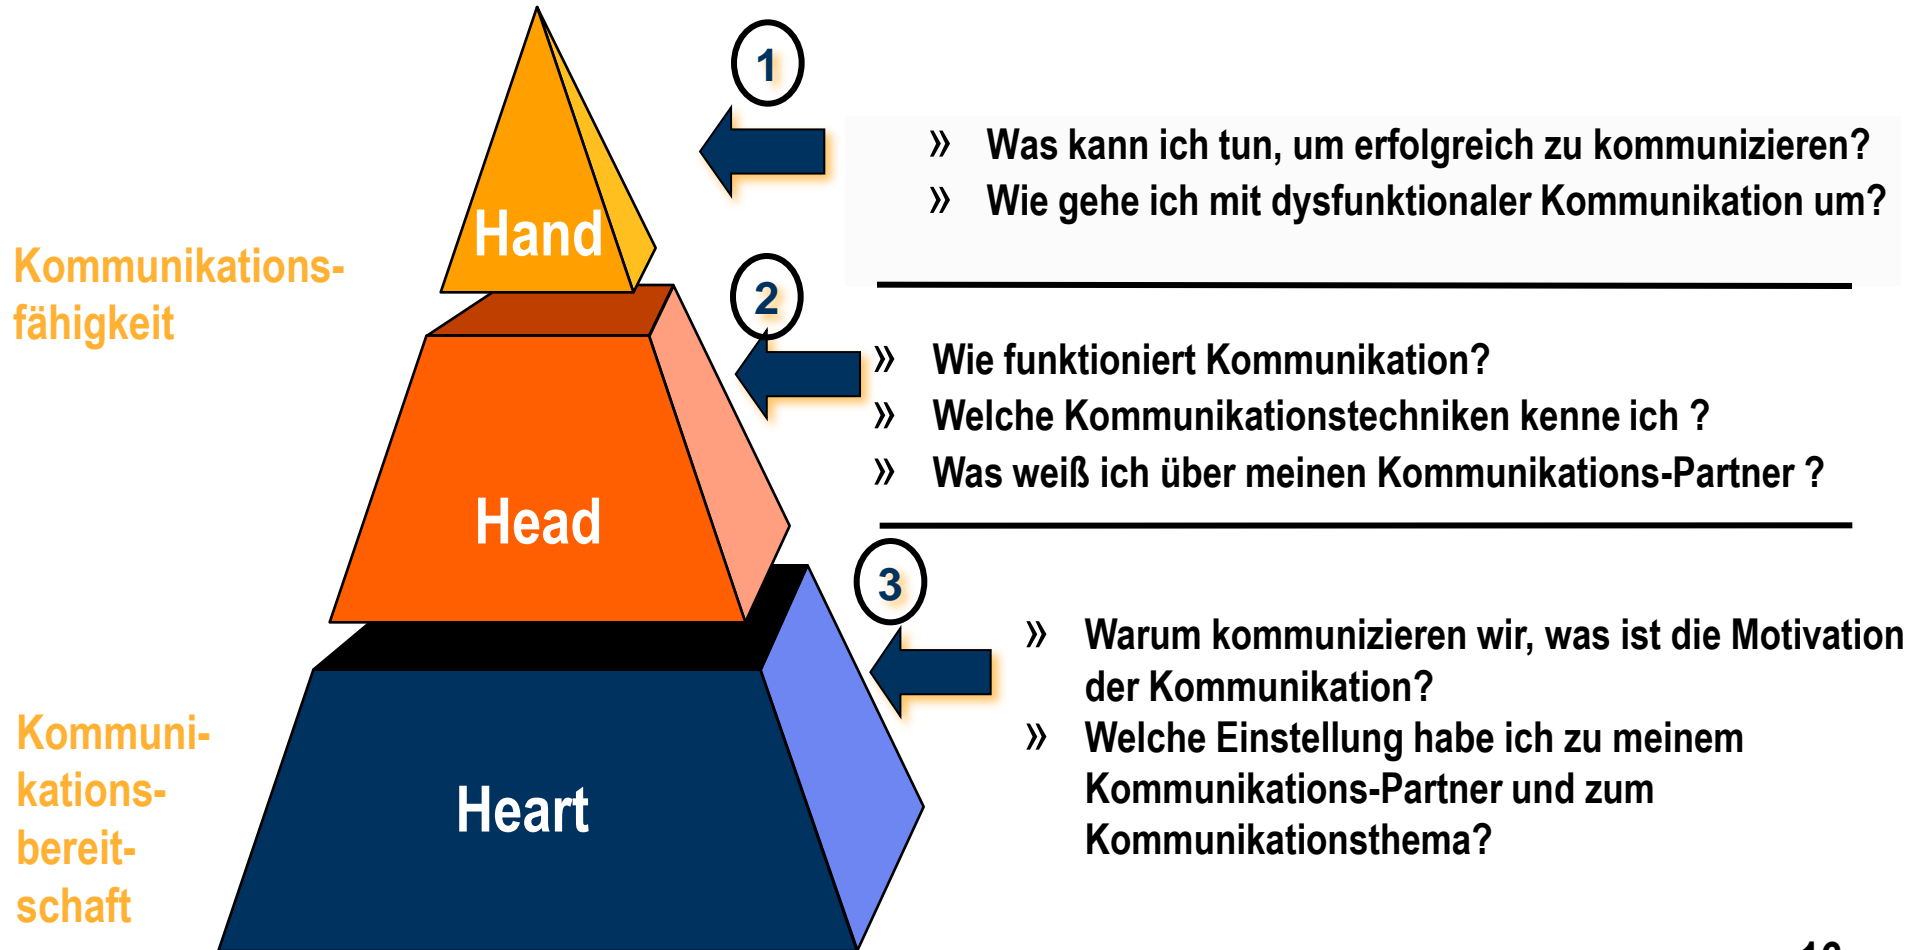 1
» Was kann ich tun, um erfolgreich zu kommunizieren?
» Wie gehe ich mit dysfunktionaler Kommunikation um?
Hand
Kommunikations-
fähigkeit
2
» Wie funktioniert Kommunikation?
» Welche Kommunikationstechniken kenne ich ?
» Was weiß ich über meinen Kommunikations-Partner ?
Head
3
» Warum kommunizieren wir, was ist die Motivation
der Kommunikation?
» Welche Einstellung habe ich zu meinem
Kommunikations-Partner und zum
Kommunikationsthema?
Heart
Kommuni-
kations-
bereit-
schaft